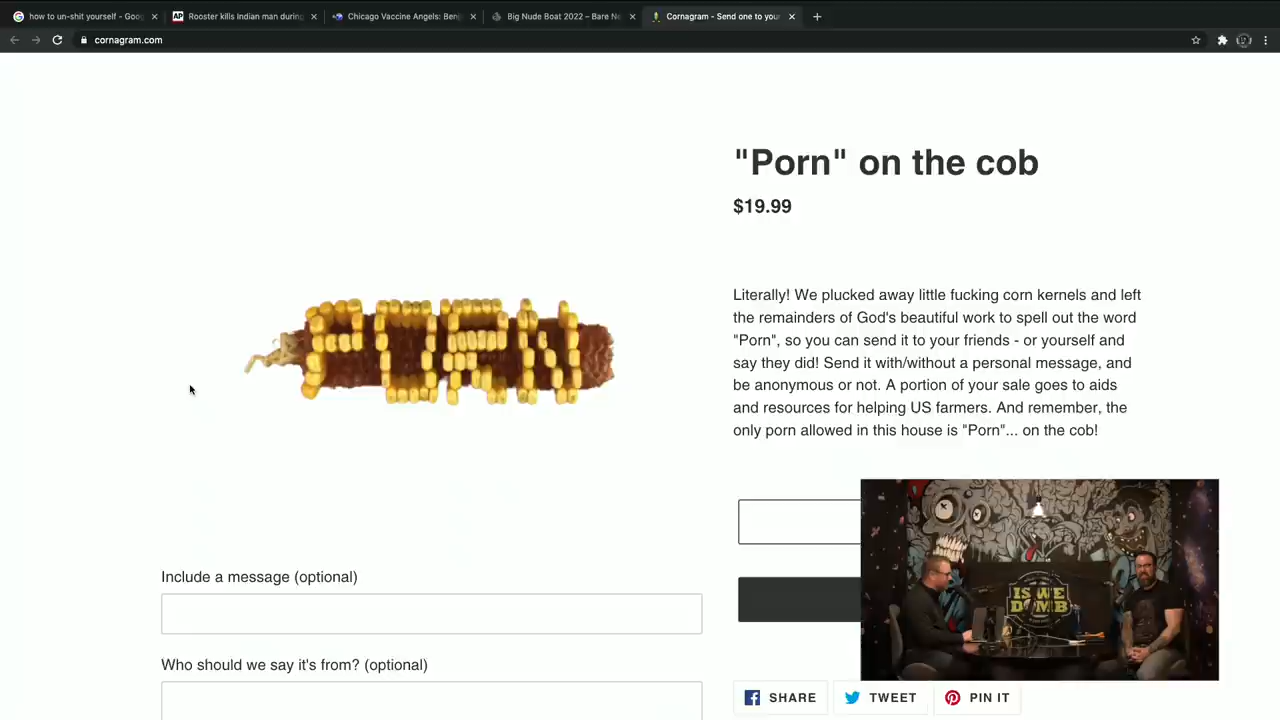 how to un-shit yourself - Goog
Rooster kills Indian man during
Chicago Vaccine Angels: Benj
Big Nude Boat 2022 – Bare Ne
Cornagram - Send one to your
cornagram.com
"Porn" on the cob
$19.99
Literally! We plucked away little fucking corn kernels and left
the remainders of God's beautiful work to spell out the word
"Porn", so you can send it to your friends - or yourself and
say they did! Send it with/without a personal message, and
be anonymous or not. A portion of your sale goes to aids
and resources for helping US farmers. And remember, the
only porn allowed in this house is "Porn"... on the cob!
PORN
Include a message (optional)
Who should we say it's from? (optional)
IS WE
DUMB
SHARE
TWEET
PIN IT